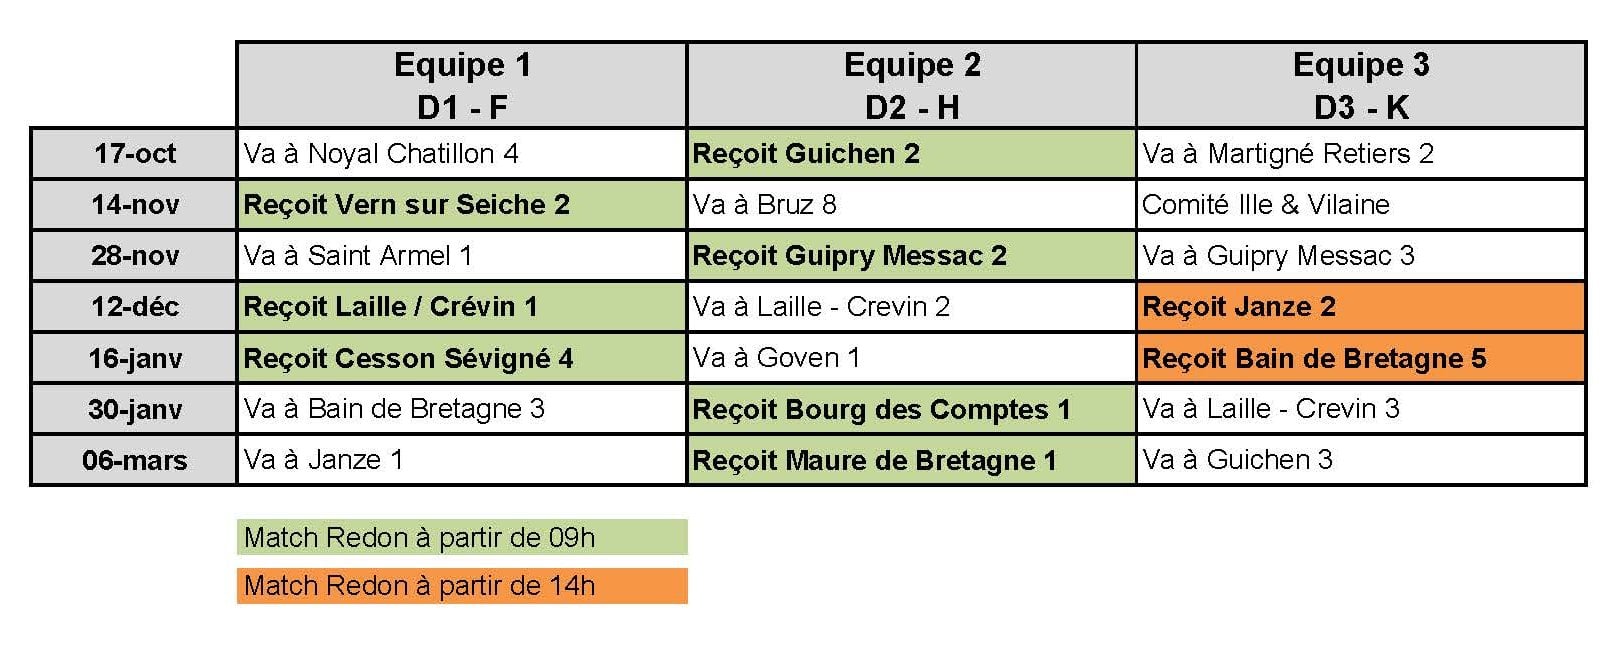 Equipe 1 Equipe 2 Equipe 3
D1 - F D2 - H D3 - K
17-oct Va à Noyal Chatillon 4 Reçoit Guichen 2 Va à Martigné Retiers 2
14-nov Reçoit Vern sur Seiche 2 Va à Bruz 8 Comité Ille & Vilaine
28-nov Va à Saint Armel 1 Reçoit Guipry Messac 2 Va à Guipry Messac 3
12-déc Reçoit Laille / Crévin 1 Va à Laille - Crevin 2 Reçoit Janze 2
16-janv Reçoit Cesson Sévigné 4 Va à Goven 1 Reçoit Bain de Bretagne 5
30-janv Va à Bain de Bretagne 3 Reçoit Bourg des Comptes 1 Va à Laille - Crevin 3
06-mars Va à Janze 1 Reçoit Maure de Bretagne 1 Va à Guichen 3
Match Redon à partir de 09h
Match Redon à partir de 14h